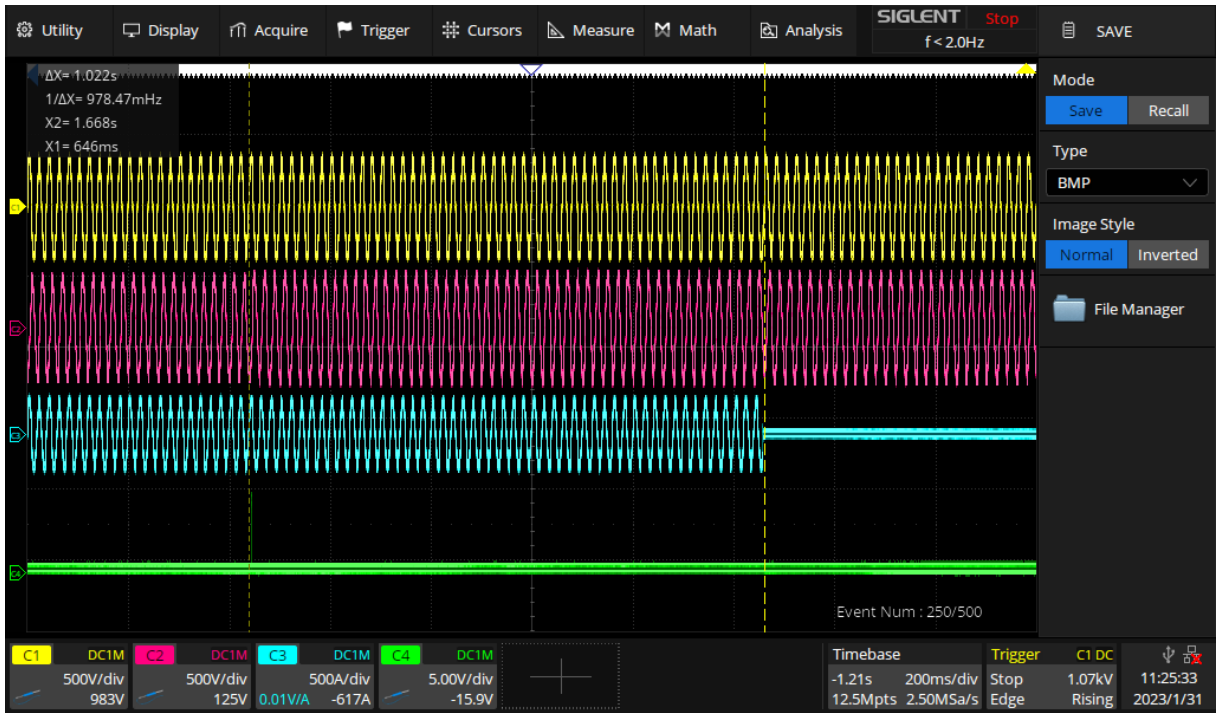 Utility Display Acquire Trigger Cursors Measure Math Analysis
SIGLENT Stop
f < 2.0Hz
SAVE
Mode
Save Recall
Type
BMP
Image Style
Normal Inverted
File Manager
ΔX= 1.022s
1/ΔX= 978.47mHz
X2= 1.668s
X1= 646ms
C1
C2
C3
C4
Event Num : 250/500
C1 DC1M
500V/div
983V
C2 DC1M
500V/div
125V
C3 DC1M
500A/div
0.01V/A -617A
C4 DC1M
5.00V/div
-15.9V
Timebase
-1.21s 200ms/div
12.5Mpts 2.50MSa/s
Trigger C1 DC
Stop 1.07kV
Edge Rising
11:25:33
2023/1/31